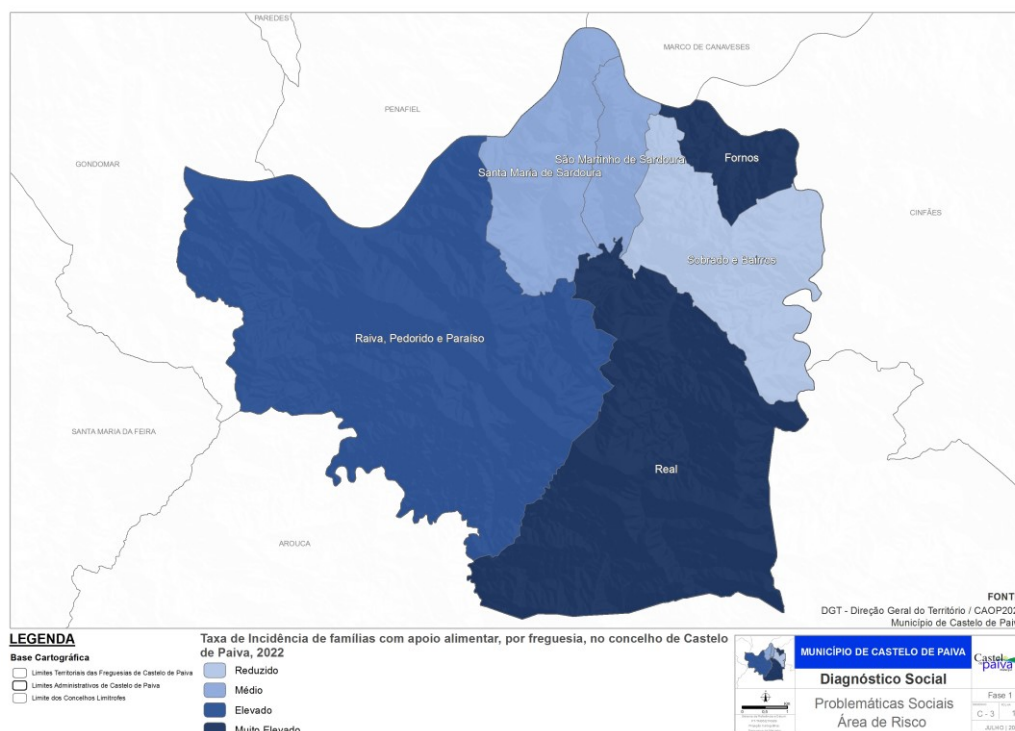 PAREDES
MARCO DE CANAVESES
PENAFIEL
GONDOMAR
Fornos
São Martinho de Sardoura
Santa Maria de Sardoura
CINFÃES
Sobrado e Bairros
Raiva, Pedorido e Paraíso
SANTA MARIA DA FEIRA
Real
AROUCA
FONT
DGT - Direção Geral do Território / CAOP202
Município de Castelo de Paiv
LEGENDA
Base Cartográfica
Limites Territoriais das Freguesias de Castelo de Paiva
Limites Administrativos de Castelo de Paiva
Limite dos Concelhos Limítrofes
Taxa de Incidência de famílias com apoio alimentar, por freguesia, no concelho de Castelo
de Paiva, 2022
Reduzido
Médio
Elevado
Muito Elevado
MUNICÍPIO DE CASTELO DE PAIVA
Castel
paiva
Diagnóstico Social
Problemáticas Sociais
Área de Risco
Fase 1
C - 3
1
JULHO | 20